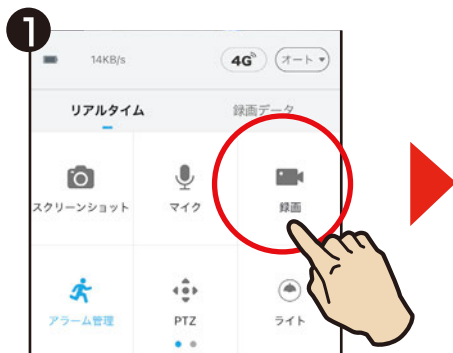 1
14KB/s 4G オート
リアルタイム 録画データ
スクリーンショット マイク 録画
アラーム管理 PTZ ライト